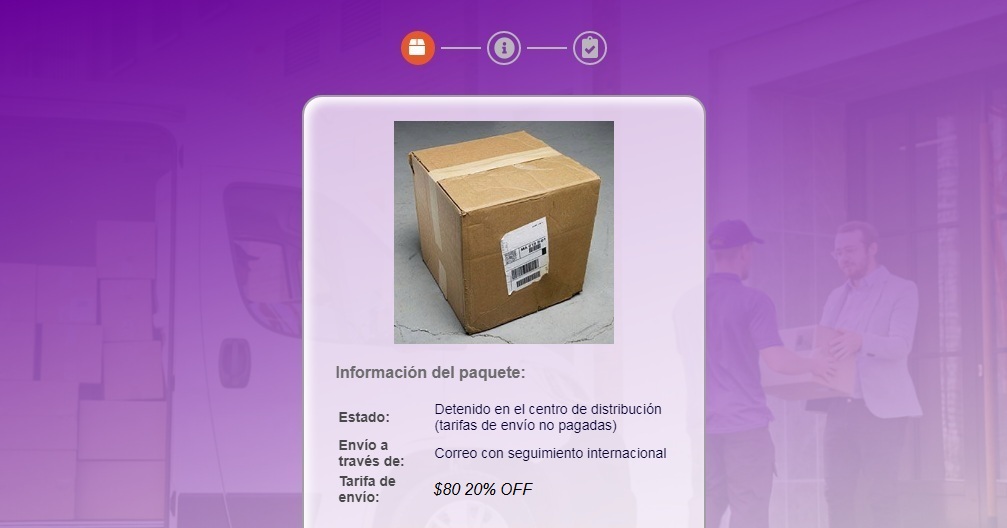 Información del paquete:
Estado:
Detenido en el centro de distribución
(tarifas de envío no pagadas)
Envío a
través de:
Correo con seguimiento internacional
Tarifa de
envío:
$80 20% OFF